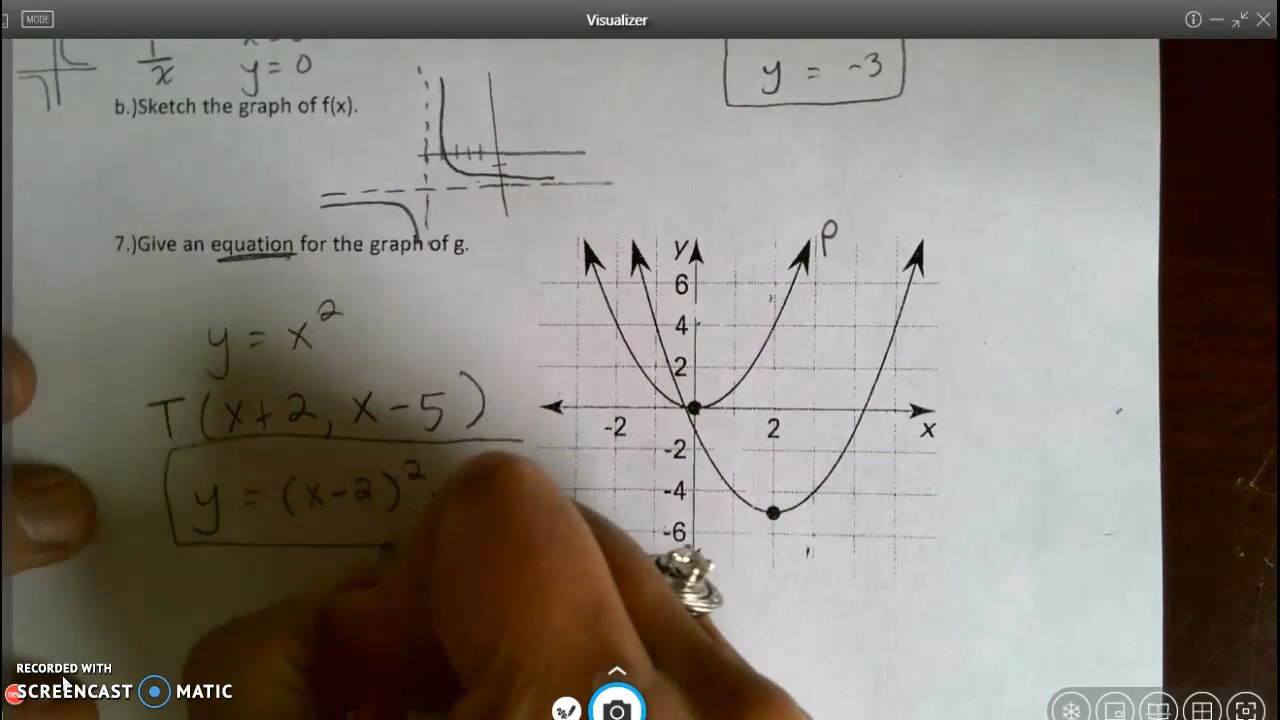 MODE
Visualizer
1
x
y = 0
y = -3
b.)Sketch the graph of f(x).
7.)Give an equation for the graph of g.
y = x²
T(x+2, x-5)
y = (x-2)²
P
y
6
4
2
-2
2
x
-2
-4
-6
RECORDED WITH
SCREENCAST MATIC